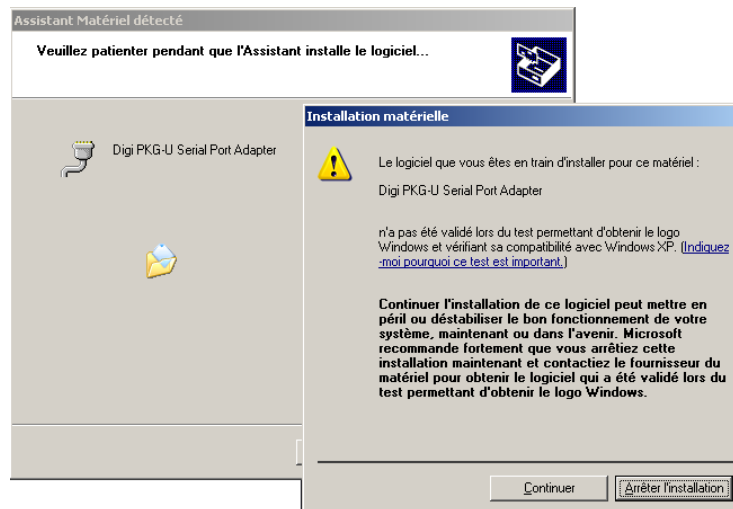 Assistant Matériel détecté
Veuillez patienter pendant que l'Assistant installe le logiciel...
Digi PKG-U Serial Port Adapter
Installation matérielle
Le logiciel que vous êtes en train d'installer pour ce matériel :
Digi PKG-U Serial Port Adapter
n'a pas été validé lors du test permettant d'obtenir le logo
Windows et vérifiant sa compatibilité avec Windows XP. (Indiquez
-moi pourquoi ce test est important.)
Continuer l'installation de ce logiciel peut mettre en
péril ou déstabiliser le bon fonctionnement de votre
système, maintenant ou dans l'avenir. Microsoft
recommande fortement que vous arrêtiez cette
installation maintenant et contactiez le fournisseur du
matériel pour obtenir le logiciel qui a été validé lors du
test permettant d'obtenir le logo Windows.
Continuer
Arrêter l'installation